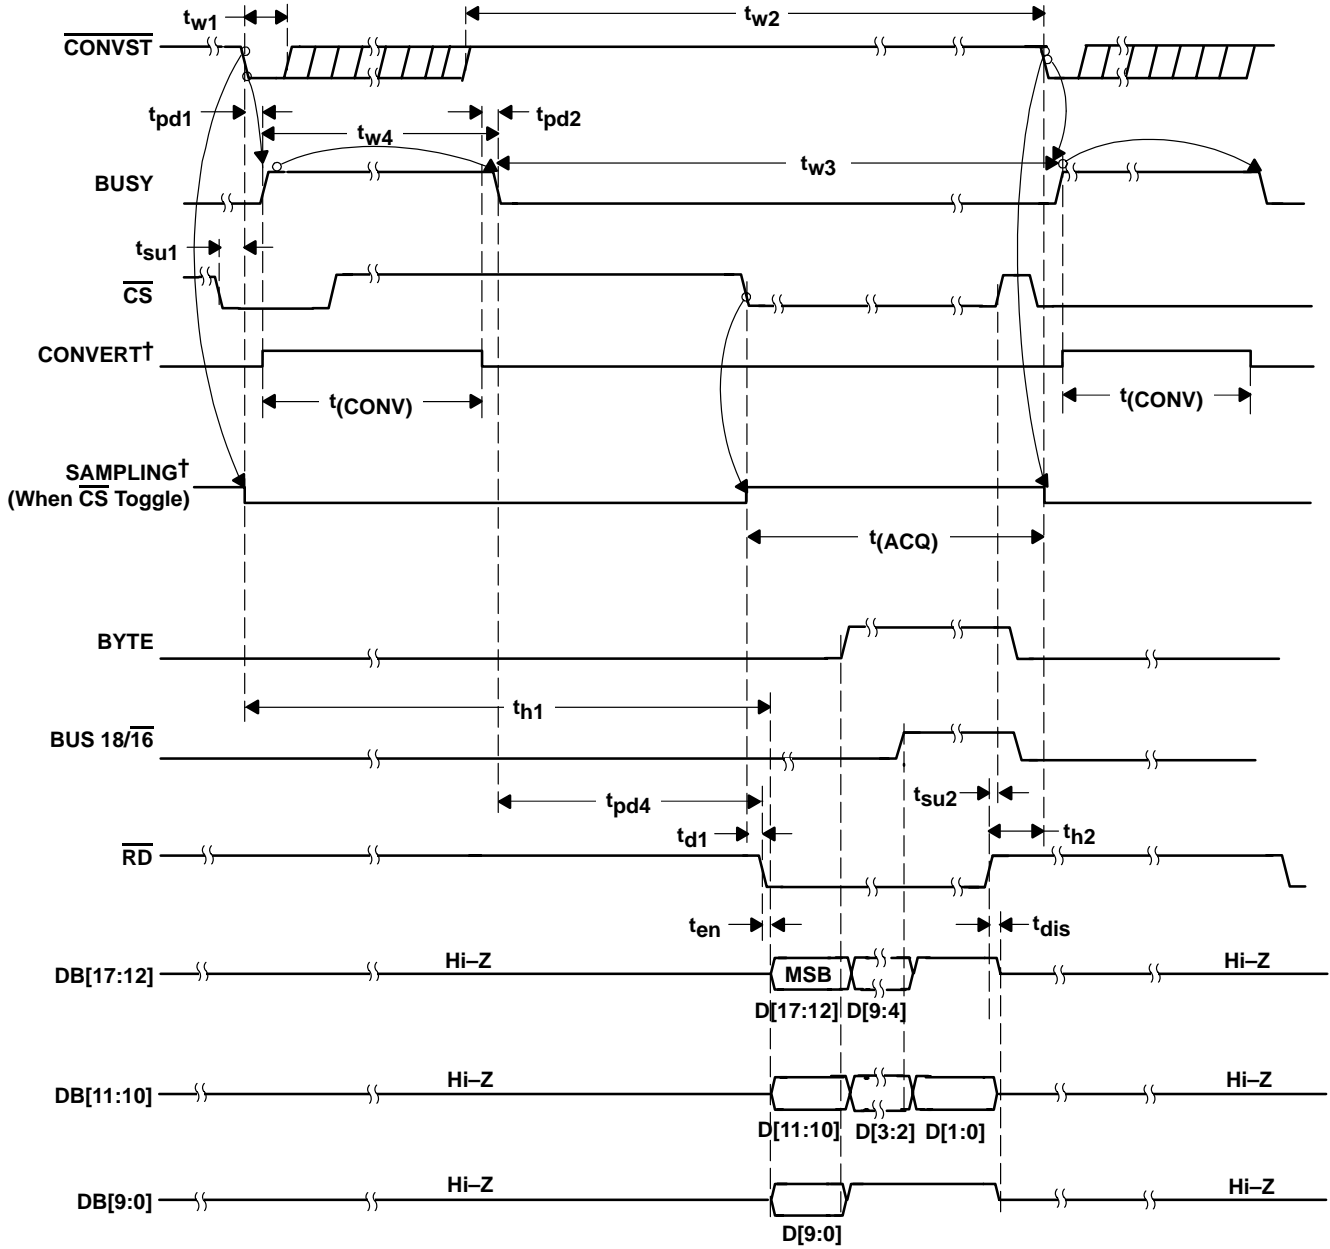 tw1
tw2
CONVST
tpd1
tw4
tpd2
tw3
BUSY
tsu1
CS
CONVERT†
t(CONV)
t(CONV)
SAMPLING†
(When CS Toggle)
t(ACQ)
BYTE
th1
BUS 18/16
tpd4
tsu2
td1
th2
RD
ten
tdis
DB[17:12]
Hi–Z
MSB
Hi–Z
D[17:12]
D[9:4]
DB[11:10]
Hi–Z
Hi–Z
D[11:10]
D[3:2]
D[1:0]
DB[9:0]
Hi–Z
Hi–Z
D[9:0]